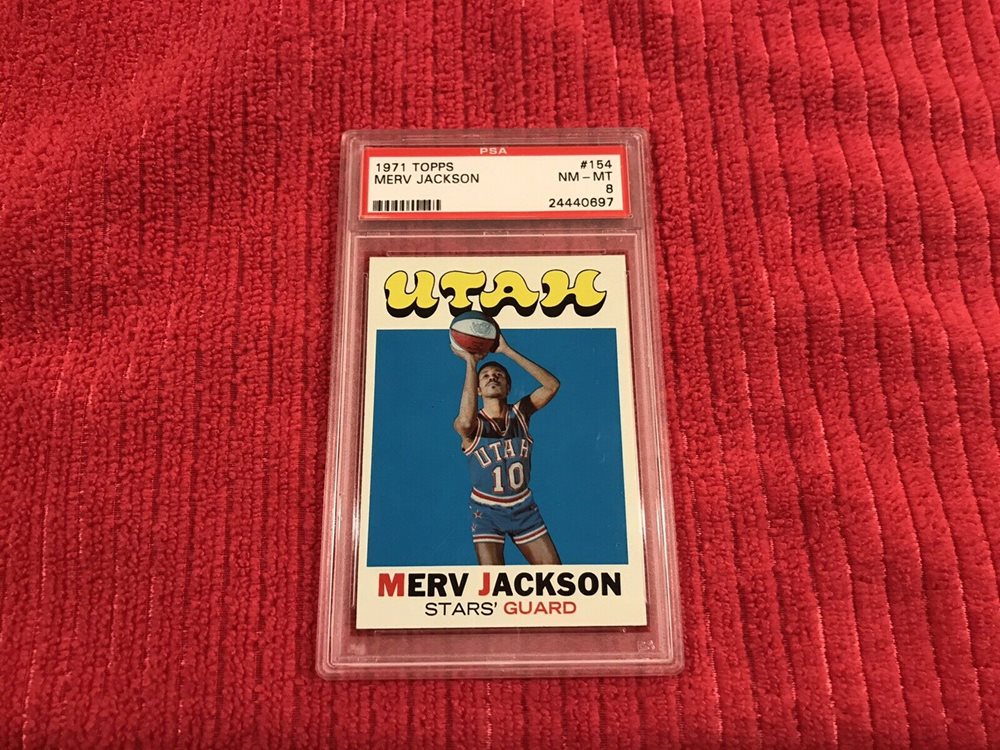 PSA
1971 TOPPS #154
MERV JACKSON NM - MT
8
24440697
UTAH
UTAH
10
MERV JACKSON
STARS' GUARD